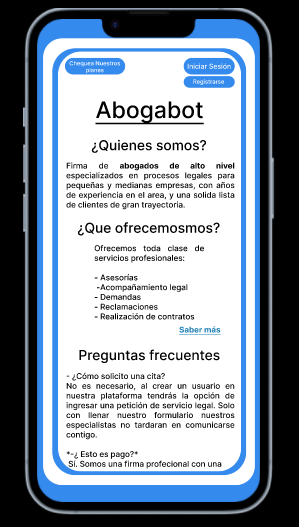 Chequea Nuestros
planes
Iniciar Sesión
Registrarse
Abogabot
¿Quienes somos?
Firma de abogados de alto nivel
especializados en procesos legales para
pequeñas y medianas empresas, con años
de experiencia en el area, y una solida lista
de clientes de gran trayectoria.
¿Que ofrecemosmos?
Ofrecemos toda clase de
servicios profesionales:
- Asesorías
-Acompañamiento legal
- Demandas
- Reclamaciones
- Realización de contratos
Saber más
Preguntas frecuentes
- ¿Cómo solicito una cita?
No es necesario, al crear un usuario en
nuestra plataforma tendrás la opción de
ingresar una petición de servicio legal. Solo
con llenar nuestro formulario nuestros
especialistas no tardaran en comunicarse
contigo.
*-¿ Esto es pago?*
Sí. Somos una firma profecional con una